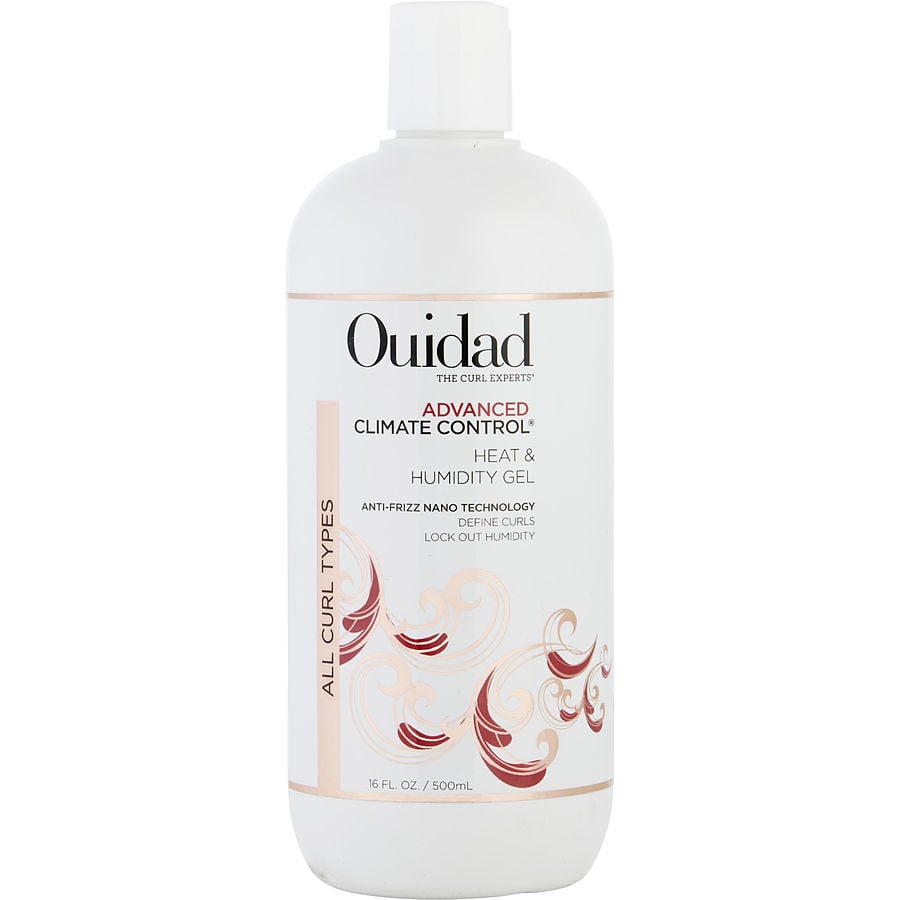 Ouidad
THE CURL EXPERTS®
ADVANCED
CLIMATE CONTROL®
HEAT &
HUMIDITY GEL
ANTI-FRIZZ NANO TECHNOLOGY
DEFINE CURLS
LOCK OUT HUMIDITY
ALL CURL TYPES
16 FL. OZ. / 500mL